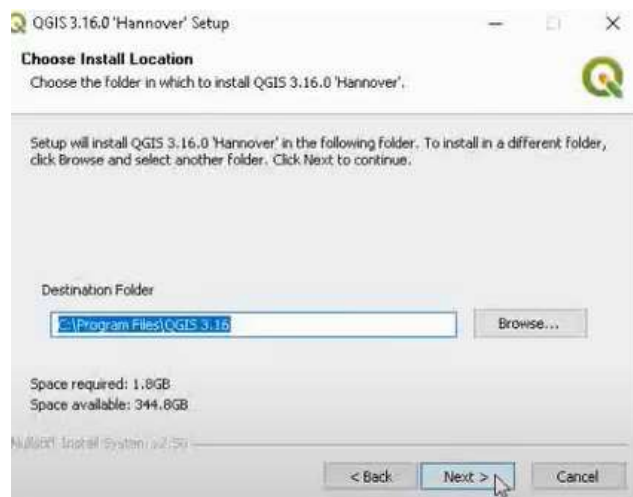 QGIS 3.16.0 'Hannover' Setup
Choose Install Location
Choose the folder in which to install QGIS 3.16.0 'Hannover'.
Setup will install QGIS 3.16.0 'Hannover' in the following folder. To install in a different folder,
click Browse and select another folder. Click Next to continue.
Destination Folder
C:\Program Files\QGIS 3.16
Browse...
Space required: 1.8GB
Space available: 344.8GB
Nullsoft Install System
< Back
Next >
Cancel